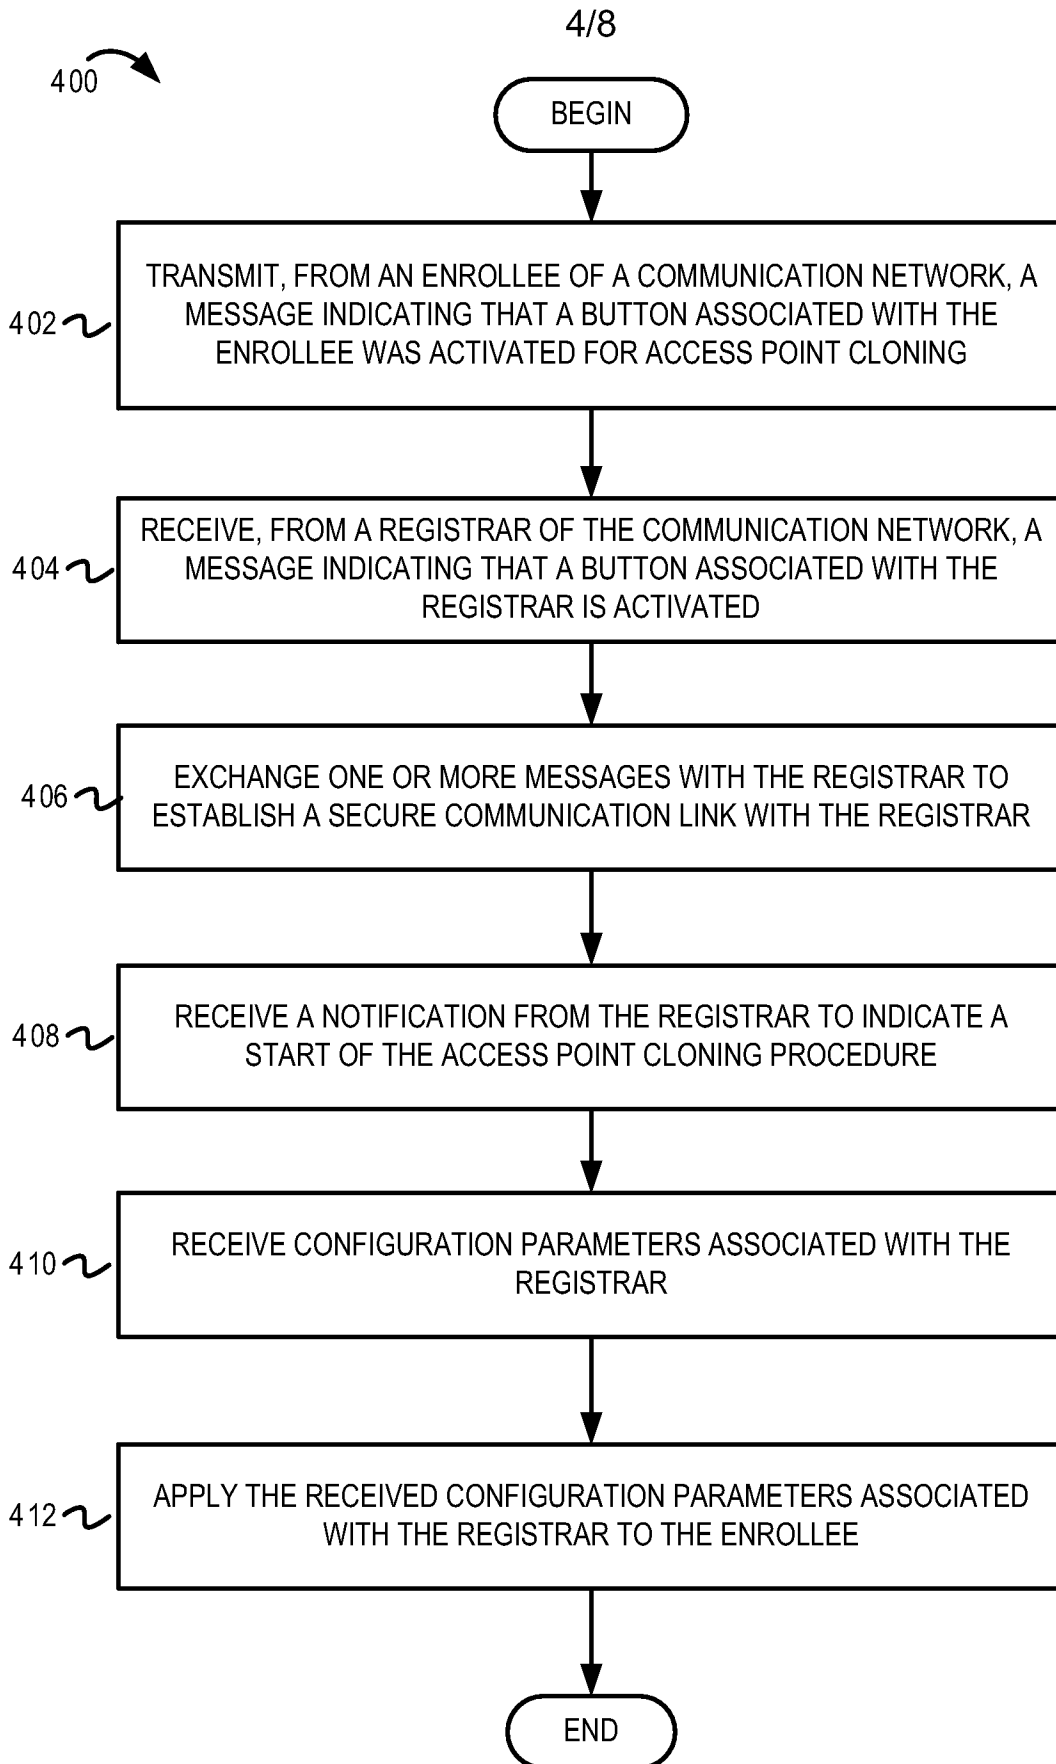 4/8
400
BEGIN
402
TRANSMIT, FROM AN ENROLLEE OF A COMMUNICATION NETWORK, A
MESSAGE INDICATING THAT A BUTTON ASSOCIATED WITH THE
ENROLLEE WAS ACTIVATED FOR ACCESS POINT CLONING
404
RECEIVE, FROM A REGISTRAR OF THE COMMUNICATION NETWORK, A
MESSAGE INDICATING THAT A BUTTON ASSOCIATED WITH THE
REGISTRAR IS ACTIVATED
406
EXCHANGE ONE OR MORE MESSAGES WITH THE REGISTRAR TO
ESTABLISH A SECURE COMMUNICATION LINK WITH THE REGISTRAR
408
RECEIVE A NOTIFICATION FROM THE REGISTRAR TO INDICATE A
START OF THE ACCESS POINT CLONING PROCEDURE
410
RECEIVE CONFIGURATION PARAMETERS ASSOCIATED WITH THE
REGISTRAR
412
APPLY THE RECEIVED CONFIGURATION PARAMETERS ASSOCIATED
WITH THE REGISTRAR TO THE ENROLLEE
END